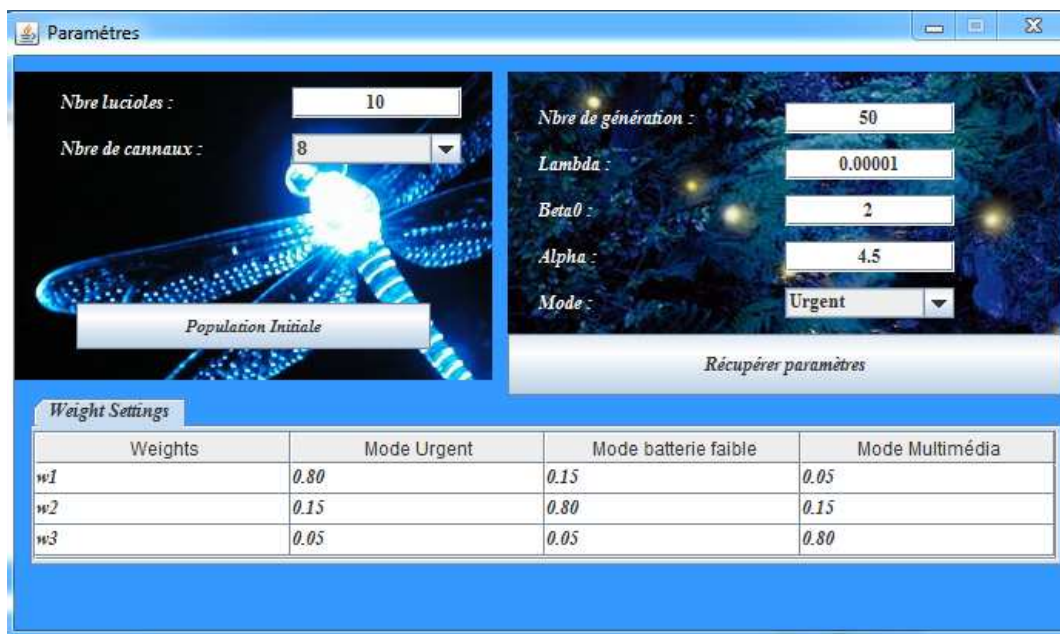 Paramétres
Nbre lucioles : 10
Nbre de cannaux : 8
Population Initiale
Nbre de génération : 50
Lambda : 0.00001
Beta0 : 2
Alpha : 4.5
Mode : Urgent
Récupérer paramètres
Weight Settings
Weights Mode Urgent Mode batterie faible Mode Multimédia
w1 0.80 0.15 0.05
w2 0.15 0.80 0.15
w3 0.05 0.05 0.80